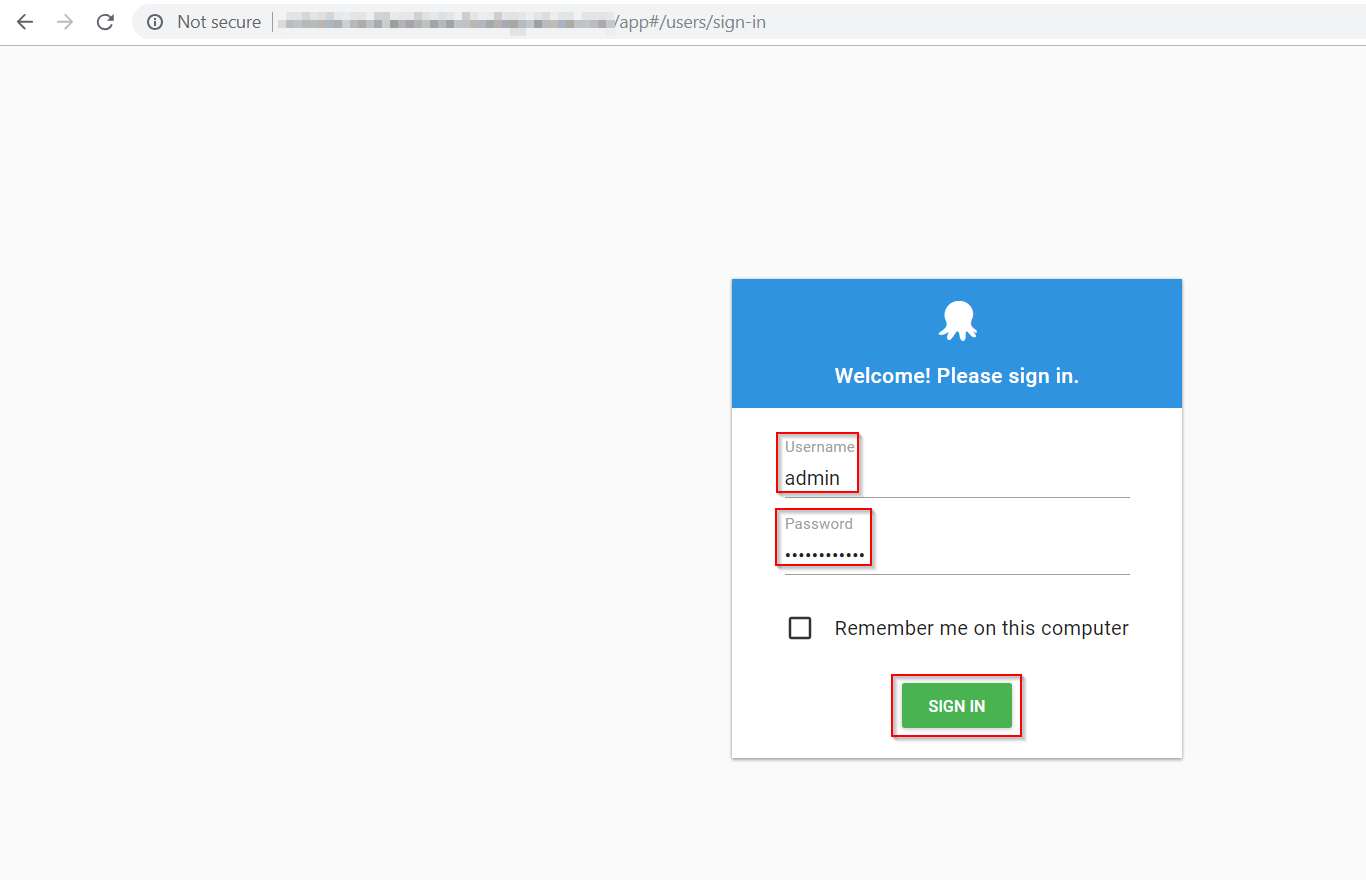 Not secure /app#/users/sign-in
Welcome! Please sign in.
Username
admin
Password
••••••••••••
Remember me on this computer
SIGN IN